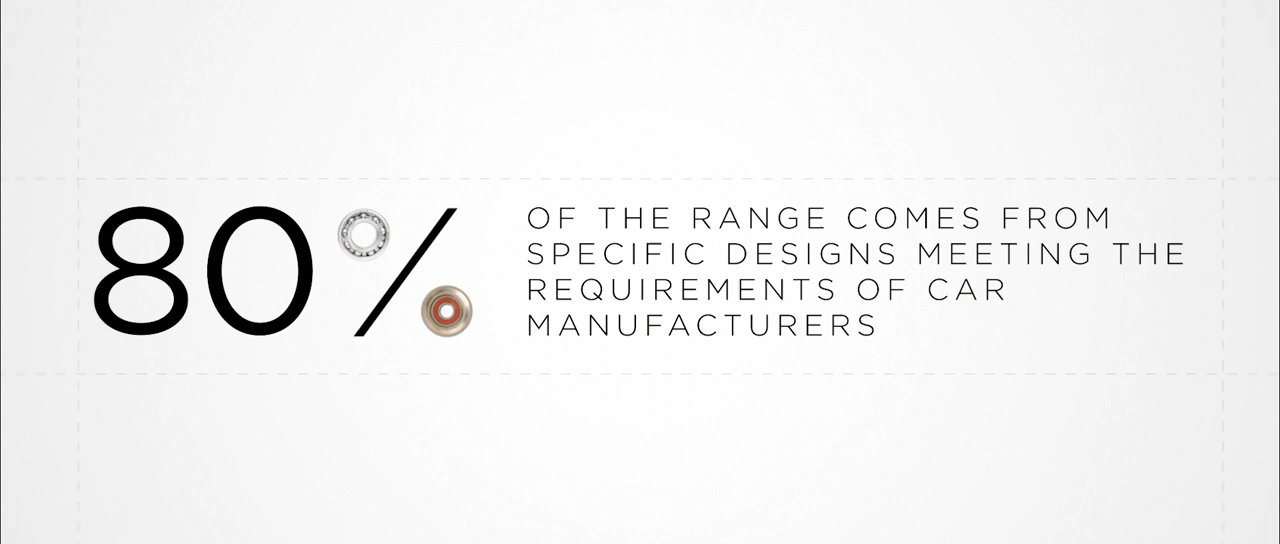 80%
OF THE RANGE COMES FROM
SPECIFIC DESIGNS MEETING THE
REQUIREMENTS OF CAR
MANUFACTURERS